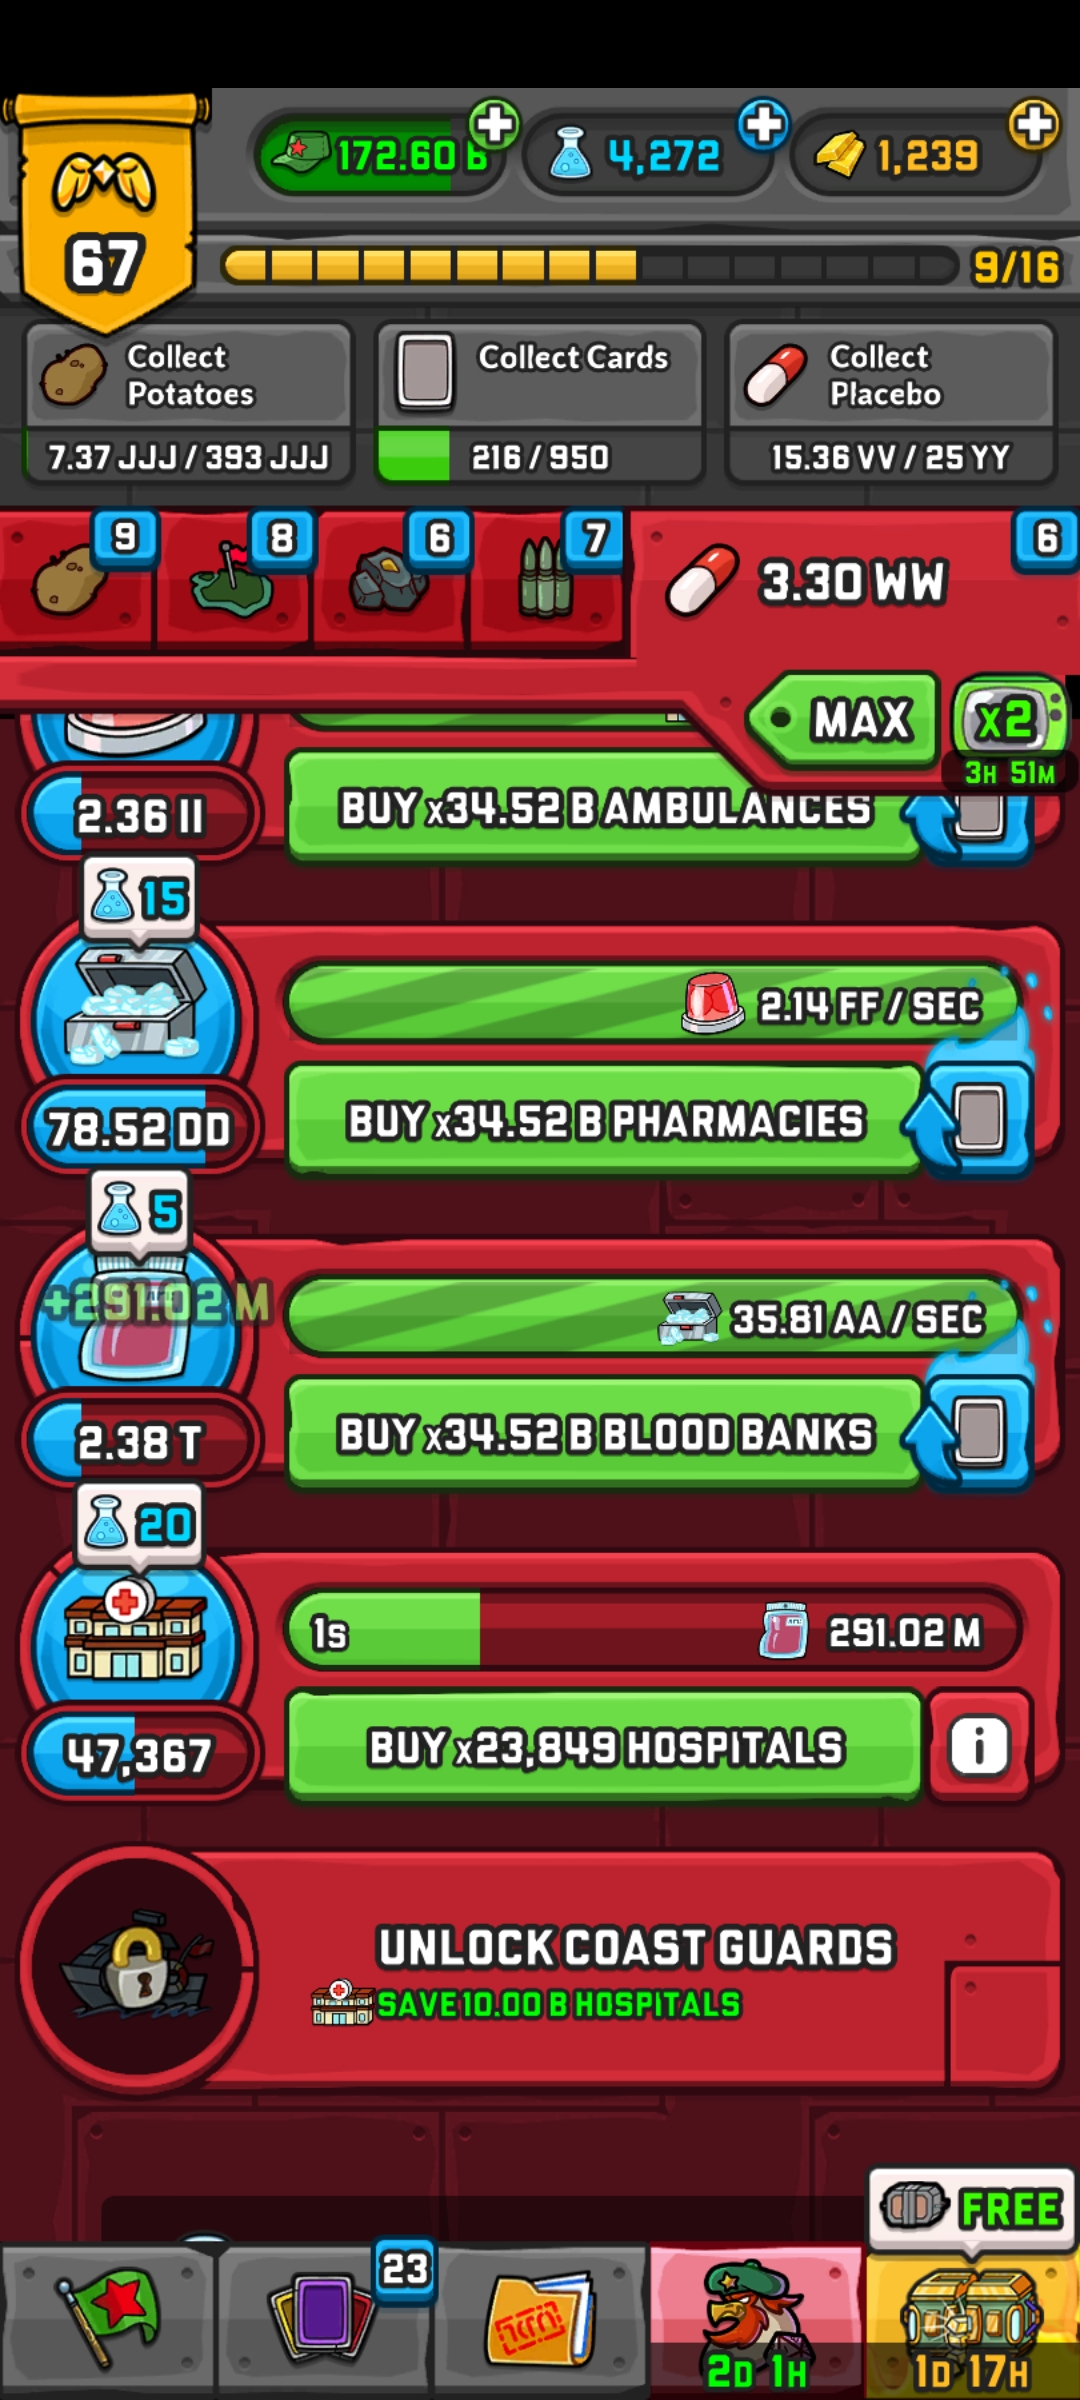 172.60 B
4,272
1,239
67
9/16
Collect Potatoes
7.37 JJJ / 393 JJJ
Collect Cards
216 / 950
Collect Placebo
15.36 VV / 25 YY
9
8
6
7
3.30 WW
6
MAX
x2
3H 51M
2.36 II
BUY x34.52 B AMBULANCES
15
2.14 FF / SEC
78.52 DD
BUY x34.52 B PHARMACIES
5
+291.02 M
35.81 AA / SEC
2.38 T
BUY x34.52 B BLOOD BANKS
20
1s
291.02 M
47,367
BUY x23,849 HOSPITALS
i
UNLOCK COAST GUARDS
SAVE 10.00 B HOSPITALS
FREE
23
2D 1H
1D 17H